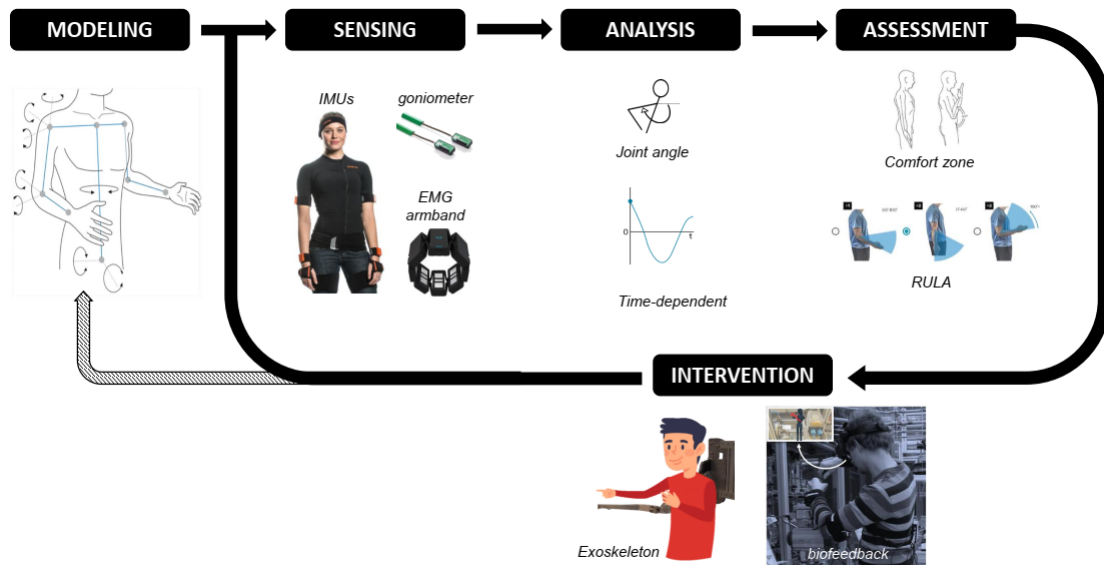 MODELING
SENSING
ANALYSIS
ASSESSMENT
IMUs
goniometer
EMG
armband
Joint angle
0
t
Time-dependent
Comfort zone
RULA
INTERVENTION
Exoskeleton
biofeedback